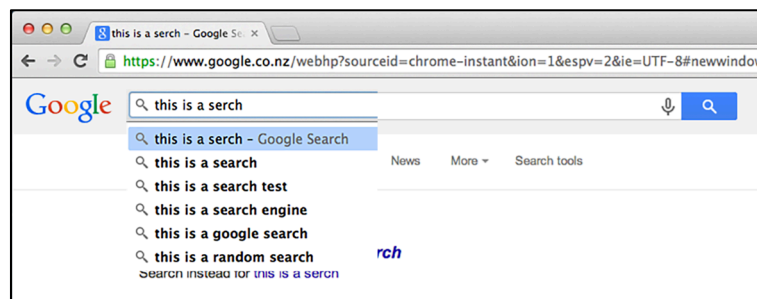 this is a serch – Google Se
https://www.google.co.nz/webhp?sourceid=chrome-instant&ion=1&espv=2&ie=UTF-8#newwindo
Google this is a serch
this is a serch – Google Search
this is a search News More Search tools
this is a search test
this is a search engine
this is a google search rch
this is a random search
Search instead for this is a serch